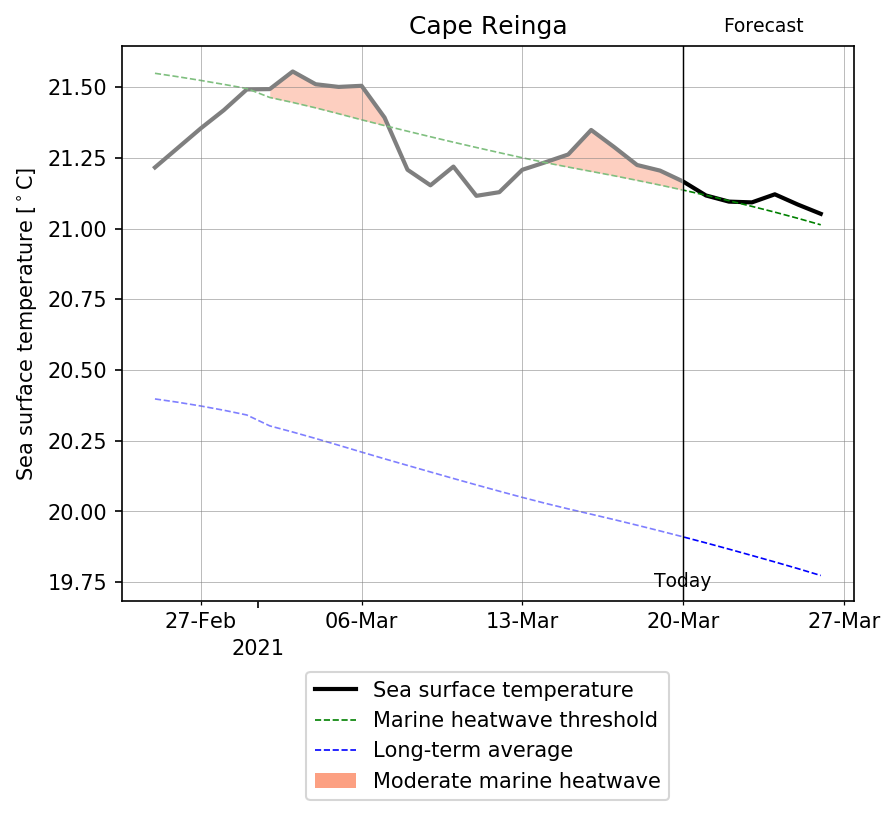 Cape Reinga
Forecast
Sea surface temperature [˚C]
21.50
21.25
21.00
20.75
20.50
20.25
20.00
19.75
Today
27-Feb 06-Mar 13-Mar 20-Mar 27-Mar
2021
Sea surface temperature
Marine heatwave threshold
Long-term average
Moderate marine heatwave